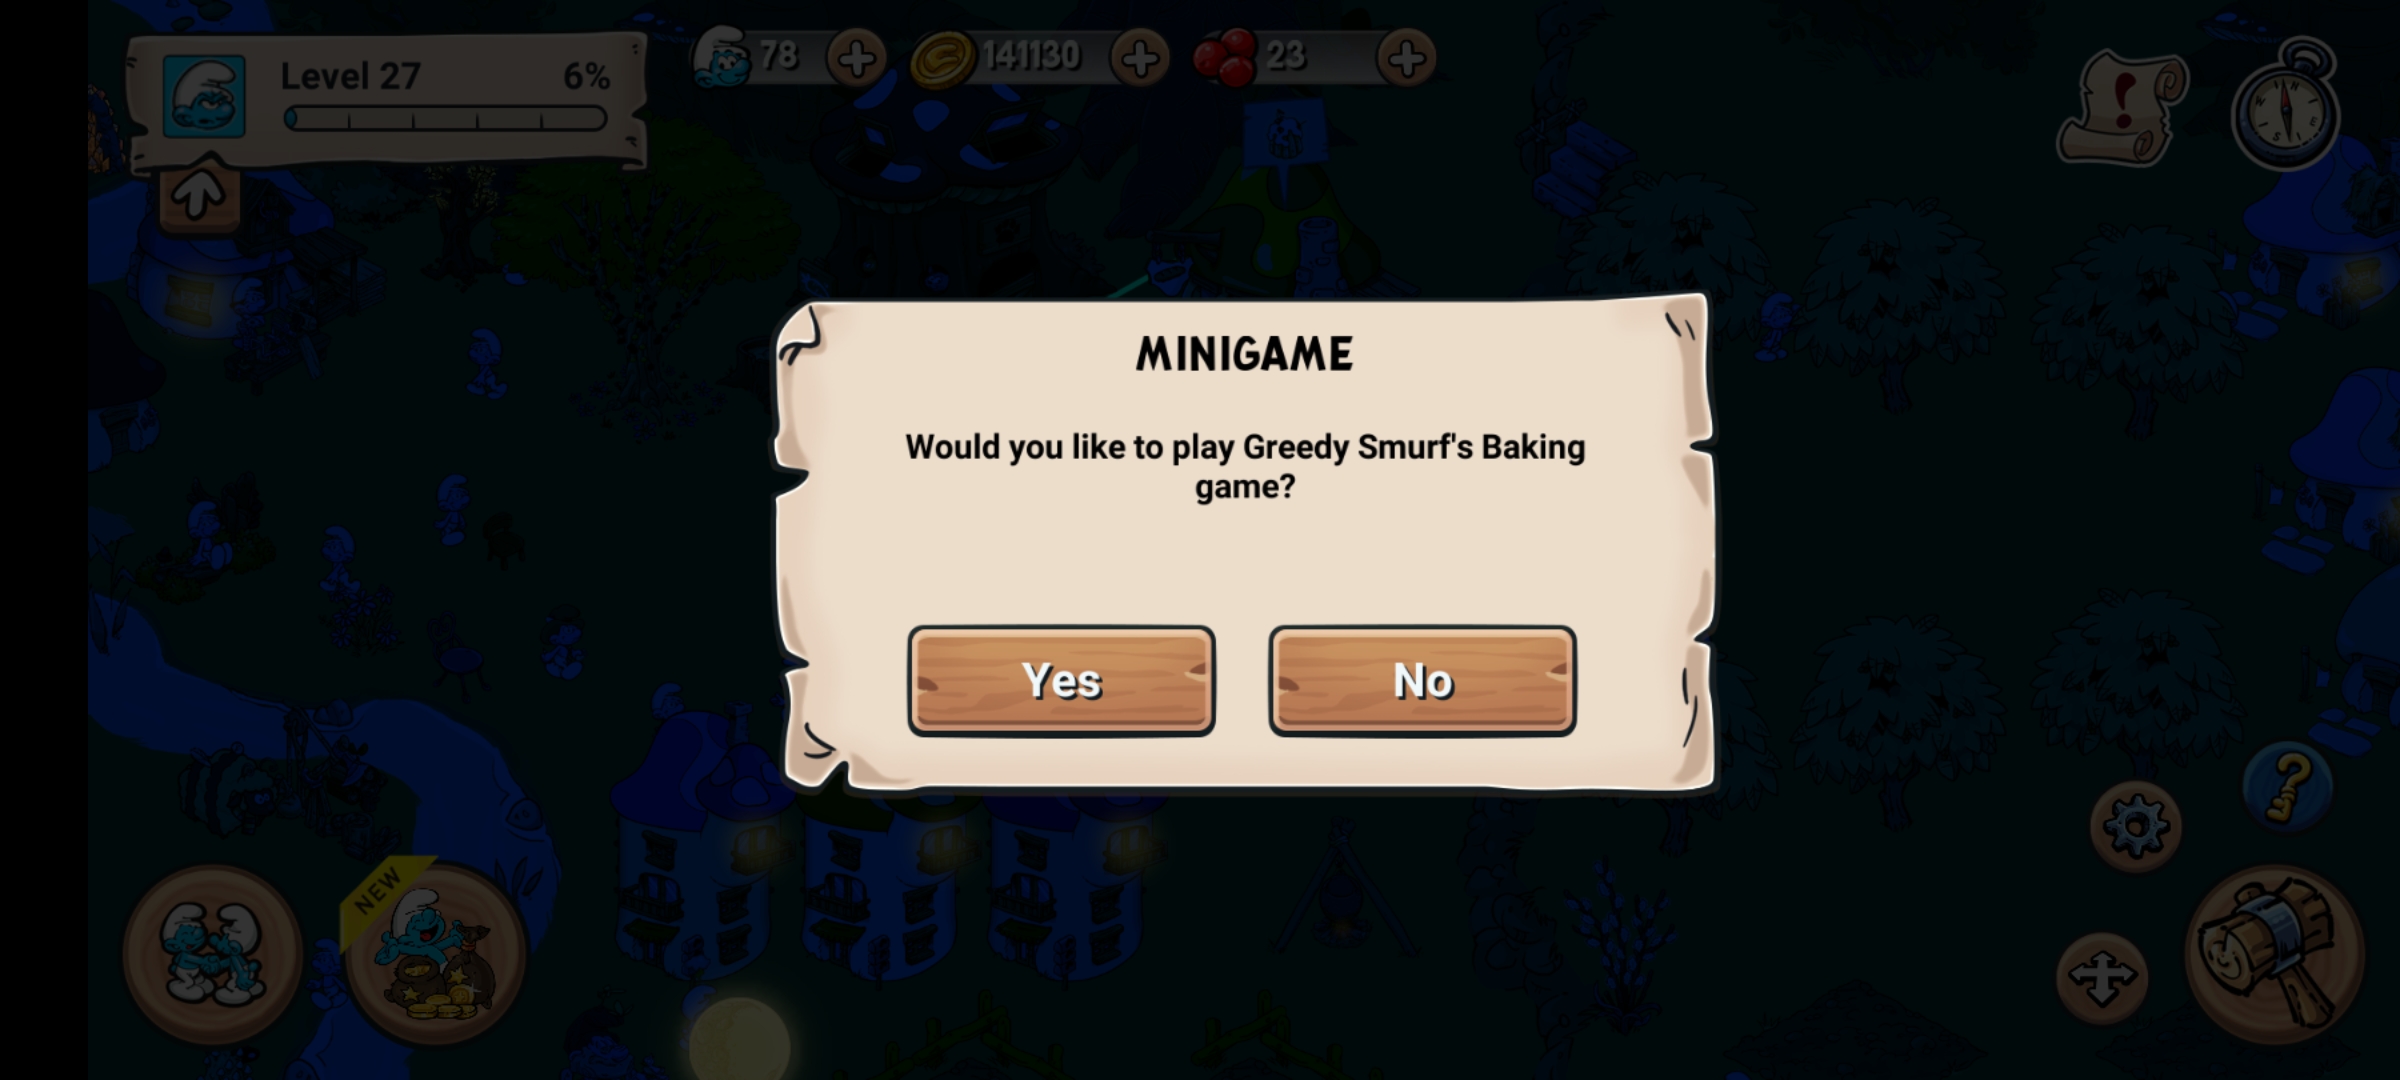 Level 27 6%
78
141130
23
MINIGAME
Would you like to play Greedy Smurf's Baking
game?
Yes
No
NEW